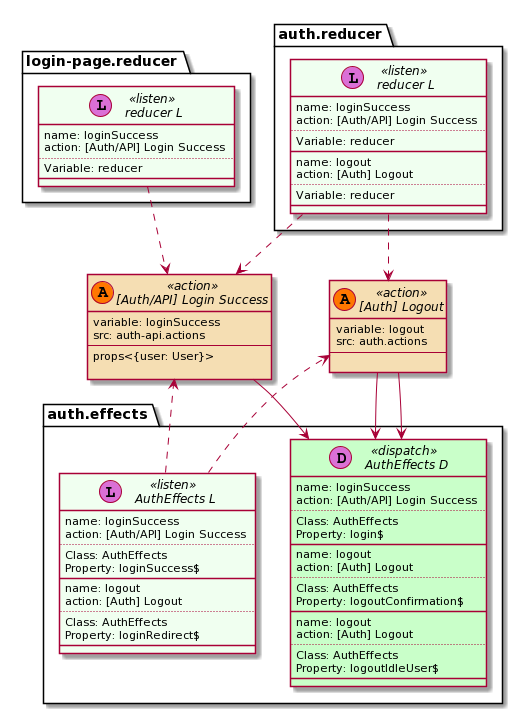 login-page.reducer
L
«listen»
reducer L
name: loginSuccess
action: [Auth/API] Login Success
Variable: reducer
auth.reducer
L
«listen»
reducer L
name: loginSuccess
action: [Auth/API] Login Success
Variable: reducer
name: logout
action: [Auth] Logout
Variable: reducer
A
«action»
[Auth/API] Login Success
variable: loginSuccess
src: auth-api.actions
props<{user: User}>
A
«action»
[Auth] Logout
variable: logout
src: auth.actions
auth.effects
L
«listen»
AuthEffects L
name: loginSuccess
action: [Auth/API] Login Success
Class: AuthEffects
Property: loginSuccess$
name: logout
action: [Auth] Logout
Class: AuthEffects
Property: loginRedirect$
D
«dispatch»
AuthEffects D
name: loginSuccess
action: [Auth/API] Login Success
Class: AuthEffects
Property: login$
name: logout
action: [Auth] Logout
Class: AuthEffects
Property: logoutConfirmation$
name: logout
action: [Auth] Logout
Class: AuthEffects
Property: logoutIdleUser$